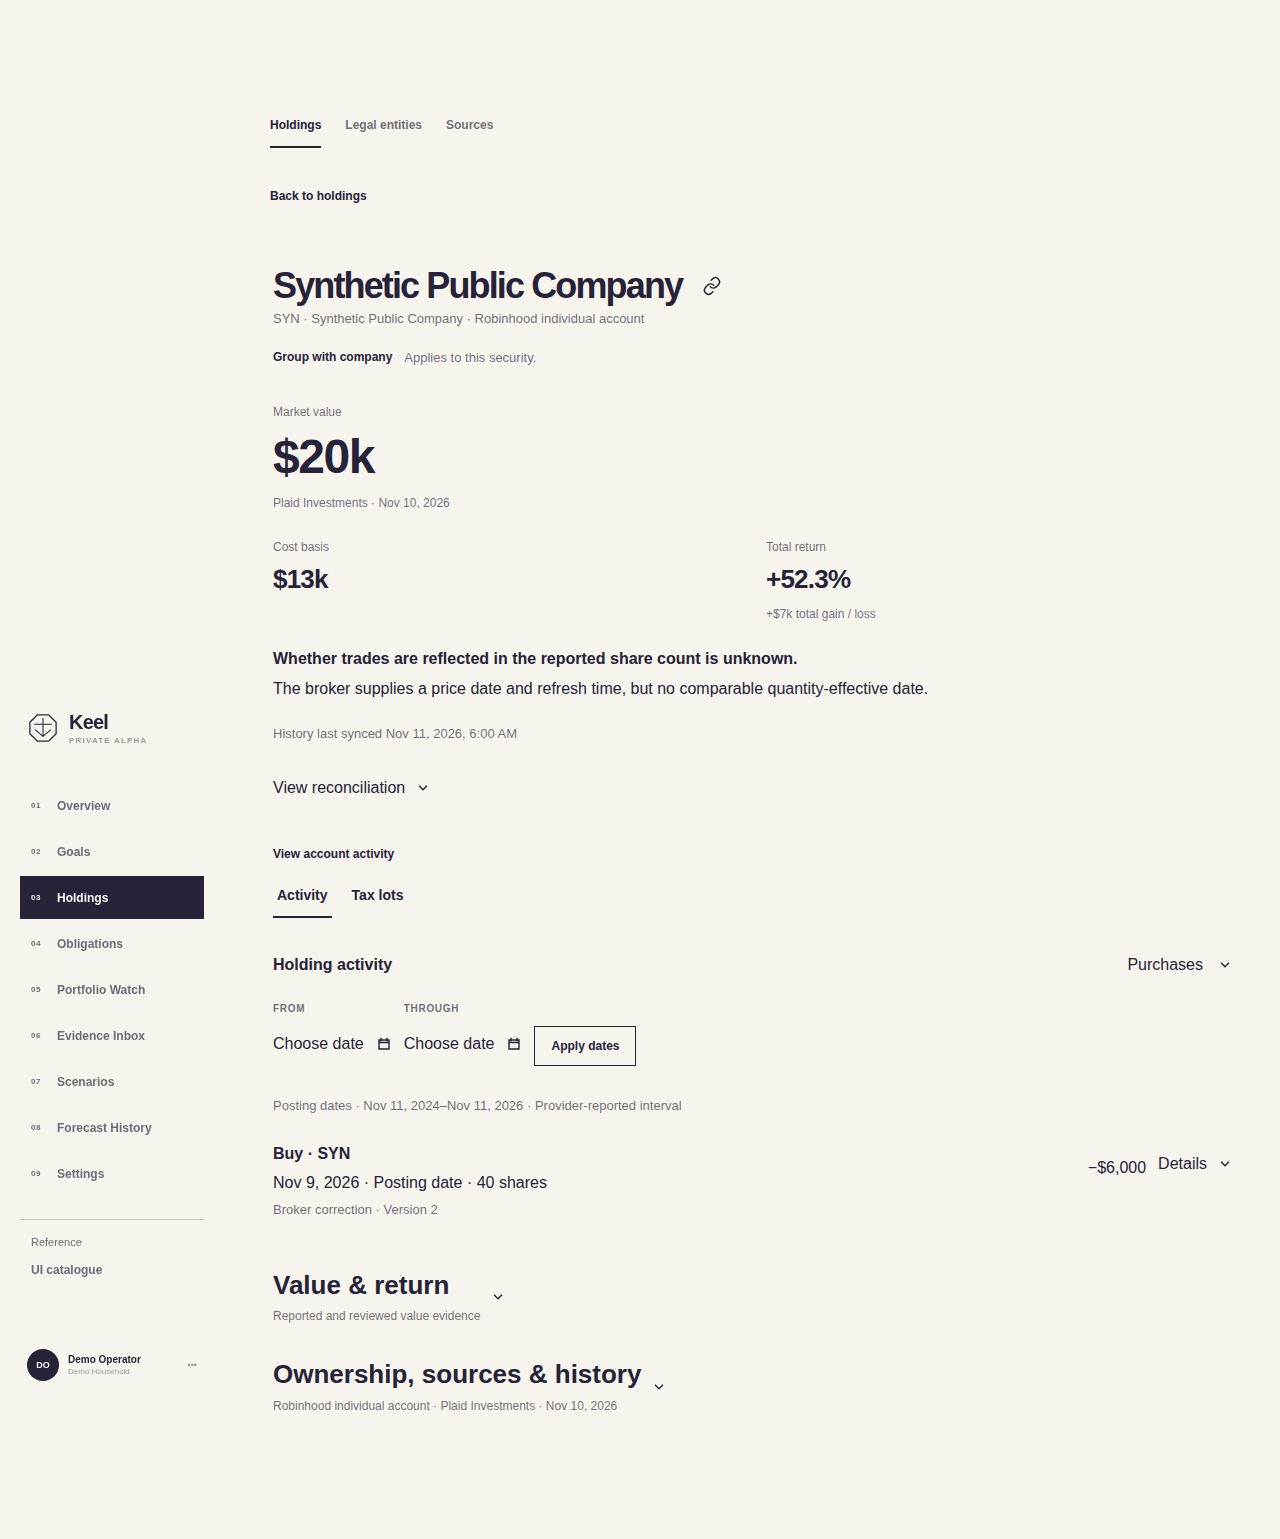 Holdings Legal entities Sources
Back to holdings
Synthetic Public Company
SYN · Synthetic Public Company · Robinhood individual account
Group with company Applies to this security.
Market value
$20k
Plaid Investments · Nov 10, 2026
Cost basis
$13k
Total return
+52.3%
+$7k total gain / loss
Whether trades are reflected in the reported share count is unknown.
The broker supplies a price date and refresh time, but no comparable quantity-effective date.
History last synced Nov 11, 2026, 6:00 AM
View reconciliation
View account activity
Activity Tax lots
Holding activity
Purchases
FROM
THROUGH
Choose date
Choose date
Apply dates
Posting dates · Nov 11, 2024–Nov 11, 2026 · Provider-reported interval
Buy · SYN
Nov 9, 2026 · Posting date · 40 shares
Broker correction · Version 2
−$6,000
Details
Value & return
Reported and reviewed value evidence
Ownership, sources & history
Robinhood individual account · Plaid Investments · Nov 10, 2026
Keel
PRIVATE ALPHA
01 Overview
02 Goals
03 Holdings
04 Obligations
05 Portfolio Watch
06 Evidence Inbox
07 Scenarios
08 Forecast History
09 Settings
Reference
UI catalogue
DO
Demo Operator
Demo Household
•••